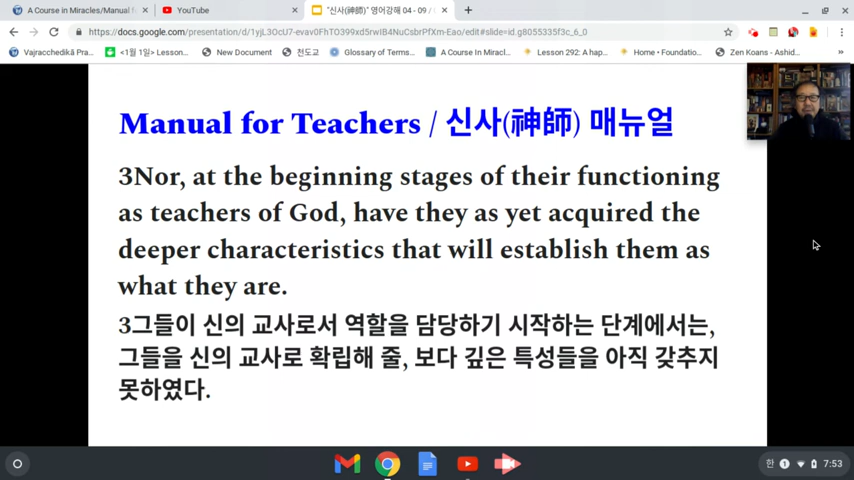 A Course in Miracles/Manual f
YouTube
"신사(神師)" 영어강해 04 - 09 / 1
https://docs.google.com/presentation/d/1yjL3OcU7-evav0FhTO399xd5rwIB4NuCsbrPfXm-Eao/edit#slide=id.g8055335f3c_6_0
Vajracchedikā Pra...
<1월 1일> Lesson...
New Document
천도교
Glossary of Terms...
A Course In Miracl...
Lesson 292: A hap...
Home • Foundatio...
Zen Koans - Ashid...
Manual for Teachers / 신사(神師) 매뉴얼
3Nor, at the beginning stages of their functioning
as teachers of God, have they as yet acquired the
deeper characteristics that will establish them as
what they are.
3그들이 신의 교사로서 역할을 담당하기 시작하는 단계에서는,
그들을 신의 교사로 확립해 줄, 보다 깊은 특성들을 아직 갖추지
못하였다.
한
1
7:53